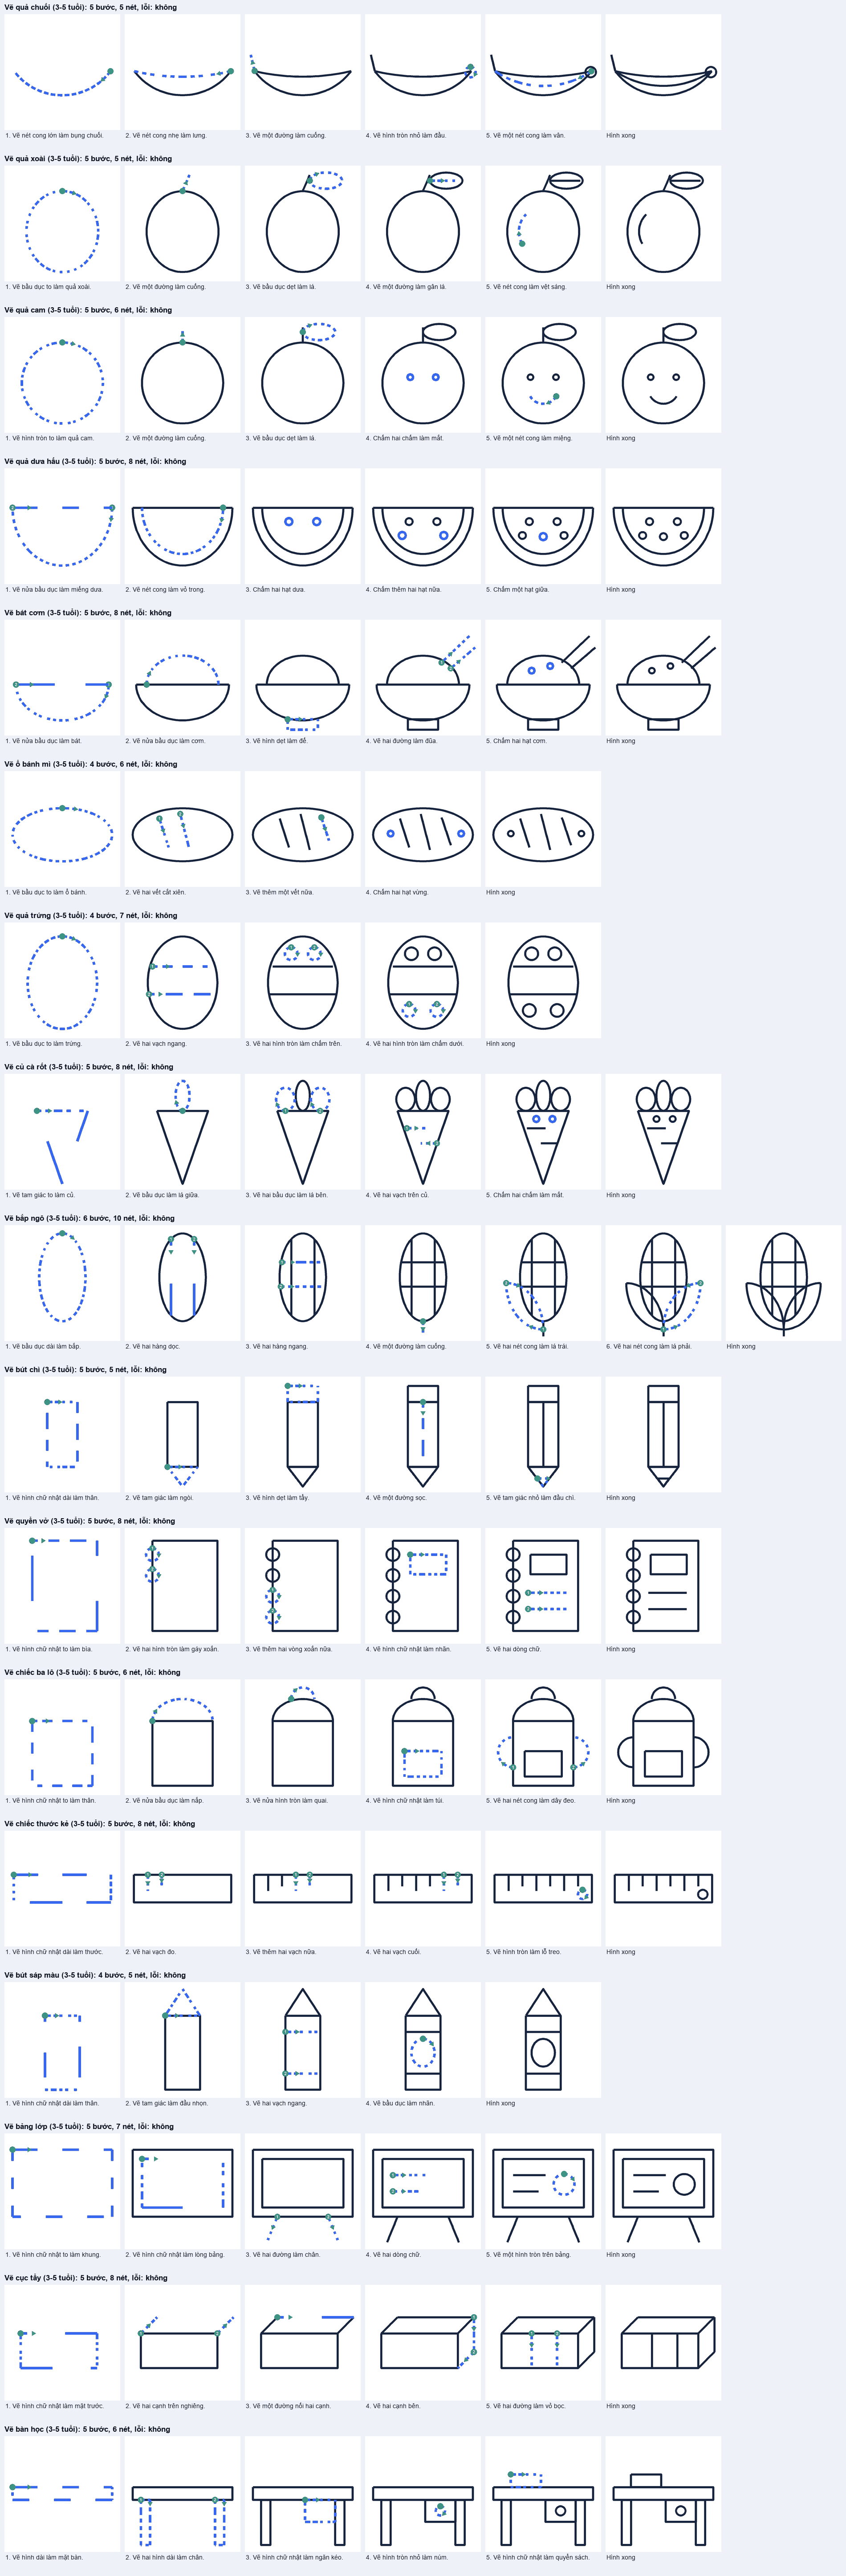 Vẽ quả chuối (3-5 tuổi): 5 bước, 5 nét, lỗi: không
1. Vẽ nét cong lớn làm bụng chuối.
2. Vẽ nét cong nhẹ làm lưng.
3. Vẽ một đường làm cuống.
4. Vẽ hình tròn nhỏ làm đầu.
5. Vẽ một nét cong làm vân.
Hình xong
Vẽ quả xoài (3-5 tuổi): 5 bước, 5 nét, lỗi: không
1. Vẽ bầu dục to làm quả xoài.
2. Vẽ một đường làm cuống.
3. Vẽ bầu dục dẹt làm lá.
4. Vẽ một đường làm gân lá.
5. Vẽ nét cong làm vệt sáng.
Hình xong
Vẽ quả cam (3-5 tuổi): 5 bước, 6 nét, lỗi: không
1. Vẽ hình tròn to làm quả cam.
2. Vẽ một đường làm cuống.
3. Vẽ bầu dục dẹt làm lá.
4. Chấm hai chấm làm mắt.
5. Vẽ một nét cong làm miệng.
Hình xong
Vẽ quả dưa hấu (3-5 tuổi): 5 bước, 8 nét, lỗi: không
1. Vẽ nửa bầu dục làm miếng dưa.
2. Vẽ nét cong làm vỏ trong.
3. Chấm hai hạt dưa.
4. Chấm thêm hai hạt nữa.
5. Chấm một hạt giữa.
Hình xong
Vẽ bát cơm (3-5 tuổi): 5 bước, 8 nét, lỗi: không
1. Vẽ nửa bầu dục làm bát.
2. Vẽ nửa bầu dục làm cơm.
3. Vẽ hình dẹt làm đế.
4. Vẽ hai đường làm đũa.
5. Chấm hai hạt cơm.
Hình xong
Vẽ ổ bánh mì (3-5 tuổi): 4 bước, 6 nét, lỗi: không
1. Vẽ bầu dục to làm ổ bánh.
2. Vẽ hai vết cắt xiên.
3. Vẽ thêm một vết nữa.
4. Chấm hai hạt vừng.
Hình xong
Vẽ quả trứng (3-5 tuổi): 4 bước, 7 nét, lỗi: không
1. Vẽ bầu dục to làm trứng.
2. Vẽ hai vạch ngang.
3. Vẽ hai hình tròn làm chấm trên.
4. Vẽ hai hình tròn làm chấm dưới.
Hình xong
Vẽ củ cà rốt (3-5 tuổi): 5 bước, 8 nét, lỗi: không
1. Vẽ tam giác to làm củ.
2. Vẽ bầu dục làm lá giữa.
3. Vẽ hai bầu dục làm lá bên.
4. Vẽ hai vạch trên củ.
5. Chấm hai chấm làm mắt.
Hình xong
Vẽ bắp ngô (3-5 tuổi): 6 bước, 10 nét, lỗi: không
1. Vẽ bầu dục dài làm bắp.
2. Vẽ hai hàng dọc.
3. Vẽ hai hàng ngang.
4. Vẽ một đường làm cuống.
5. Vẽ hai nét cong làm lá trái.
6. Vẽ hai nét cong làm lá phải.
Hình xong
Vẽ bút chì (3-5 tuổi): 5 bước, 5 nét, lỗi: không
1. Vẽ hình chữ nhật dài làm thân.
2. Vẽ tam giác làm ngòi.
3. Vẽ hình dẹt làm tẩy.
4. Vẽ một đường sọc.
5. Vẽ tam giác nhỏ làm đầu chì.
Hình xong
Vẽ quyển vở (3-5 tuổi): 5 bước, 8 nét, lỗi: không
1. Vẽ hình chữ nhật to làm bìa.
2. Vẽ hai hình tròn làm gáy xoắn.
3. Vẽ thêm hai vòng xoắn nữa.
4. Vẽ hình chữ nhật làm nhãn.
5. Vẽ hai dòng chữ.
Hình xong
Vẽ chiếc ba lô (3-5 tuổi): 5 bước, 6 nét, lỗi: không
1. Vẽ hình chữ nhật to làm thân.
2. Vẽ nửa bầu dục làm nắp.
3. Vẽ nửa hình tròn làm quai.
4. Vẽ hình chữ nhật làm túi.
5. Vẽ hai nét cong làm dây đeo.
Hình xong
Vẽ chiếc thước kẻ (3-5 tuổi): 5 bước, 8 nét, lỗi: không
1. Vẽ hình chữ nhật dài làm thước.
2. Vẽ hai vạch đo.
3. Vẽ thêm hai vạch nữa.
4. Vẽ hai vạch cuối.
5. Vẽ hình tròn làm lỗ treo.
Hình xong
Vẽ bút sáp màu (3-5 tuổi): 4 bước, 5 nét, lỗi: không
1. Vẽ hình chữ nhật dài làm thân.
2. Vẽ tam giác làm đầu nhọn.
3. Vẽ hai vạch ngang.
4. Vẽ bầu dục làm nhãn.
Hình xong
Vẽ bảng lớp (3-5 tuổi): 5 bước, 7 nét, lỗi: không
1. Vẽ hình chữ nhật to làm khung.
2. Vẽ hình chữ nhật làm lòng bảng.
3. Vẽ hai đường làm chân.
4. Vẽ hai dòng chữ.
5. Vẽ một hình tròn trên bảng.
Hình xong
Vẽ cục tẩy (3-5 tuổi): 5 bước, 8 nét, lỗi: không
1. Vẽ hình chữ nhật làm mặt trước.
2. Vẽ hai cạnh trên nghiêng.
3. Vẽ một đường nối hai cạnh.
4. Vẽ hai cạnh bên.
5. Vẽ hai đường làm vỏ bọc.
Hình xong
Vẽ bàn học (3-5 tuổi): 5 bước, 6 nét, lỗi: không
1. Vẽ hình dài làm mặt bàn.
2. Vẽ hai hình dài làm chân.
3. Vẽ hình chữ nhật làm ngăn kéo.
4. Vẽ hình tròn nhỏ làm núm.
5. Vẽ hình chữ nhật làm quyển sách.
Hình xong